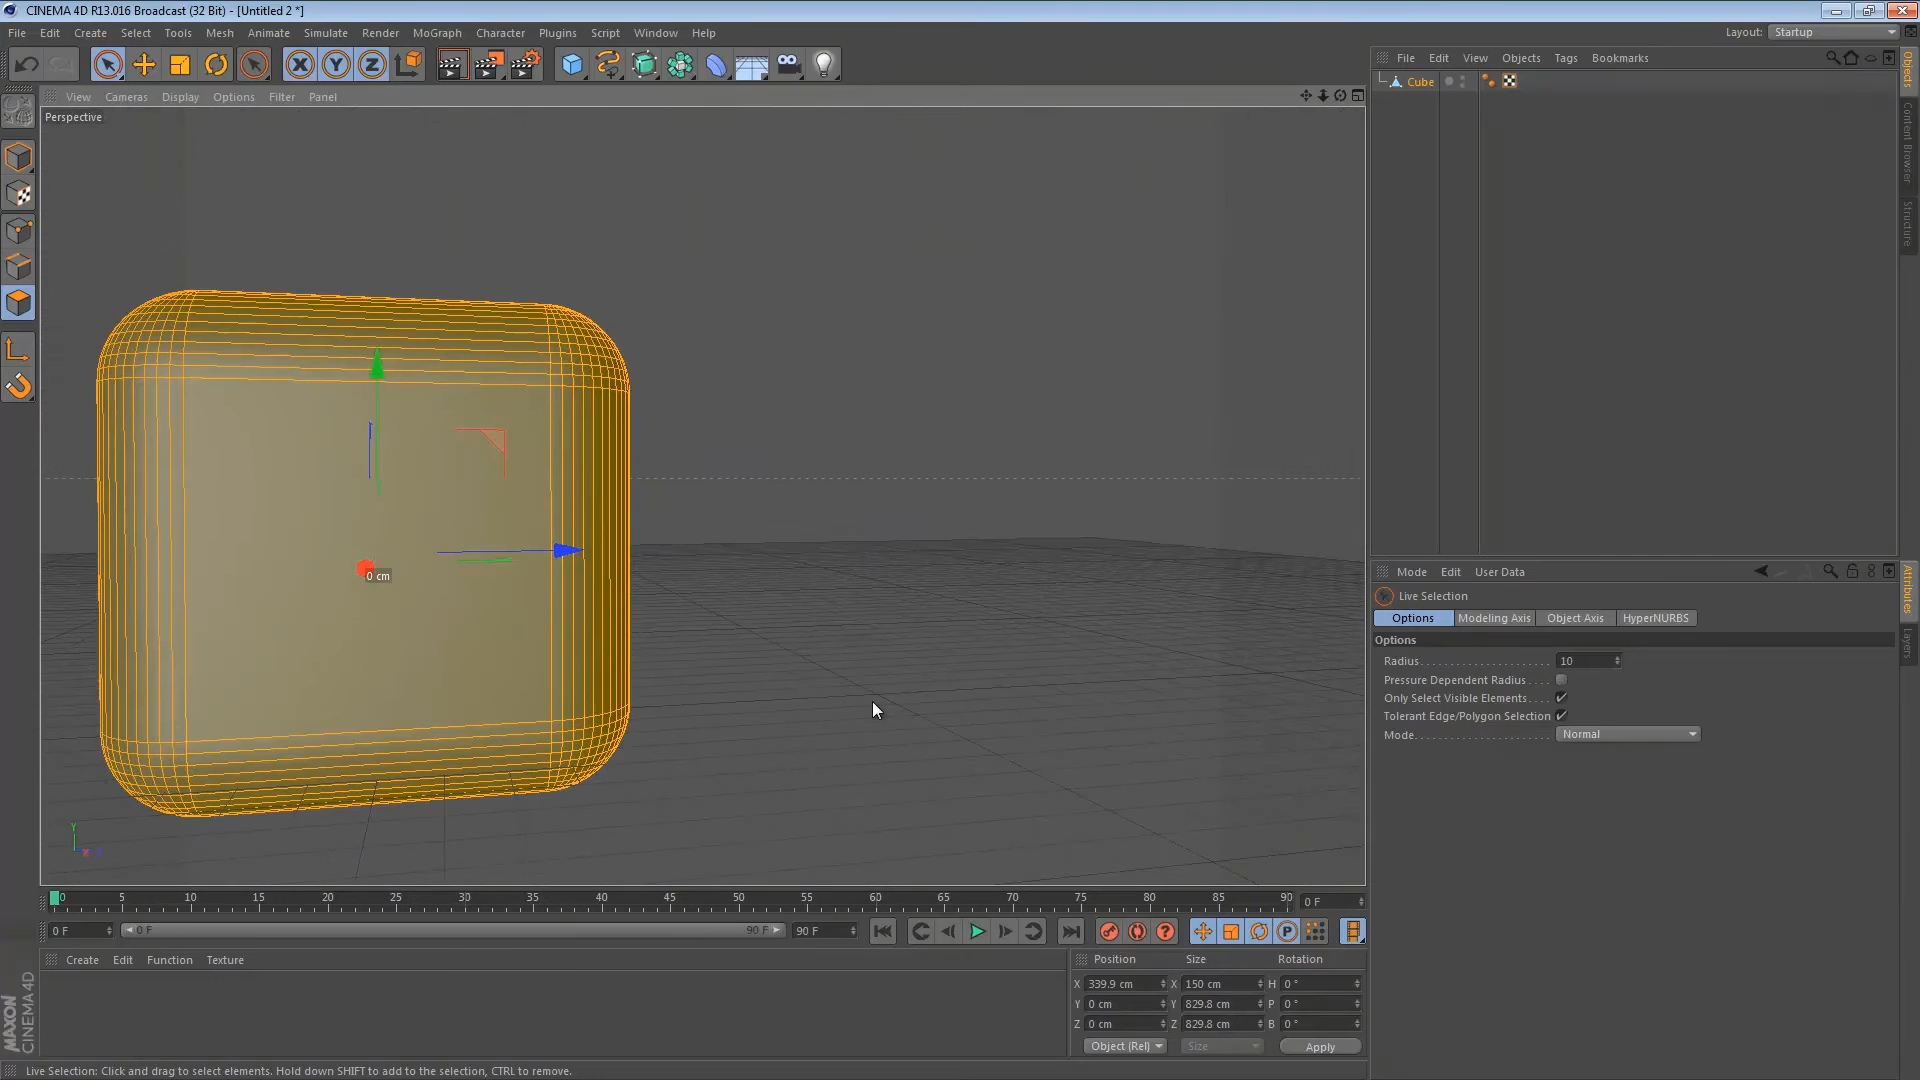 CINEMA 4D R13.016 Broadcast (32 Bit) - [Untitled 2 *]
File Edit Create Select Tools Mesh Animate Simulate Render MoGraph Character Plugins Script Window Help
Layout: Startup
X Y Z
View Cameras Display Options Filter Panel
Perspective
0 cm
Y
File Edit View Objects Tags Bookmarks
Cube
Objects
Content Browser
Structure
Mode Edit User Data
Live Selection
Options Modeling Axis Object Axis HyperNURBS
Options
Radius 10
Pressure Dependent Radius
Only Select Visible Elements
Tolerant Edge/Polygon Selection
Mode Normal
Attributes
Layers
0 5 10 15 20 25 30 35 40 45 50 55 60 65 70 75 80 85 90 0 F
0 F 0 F 90 F 90 F
? P
Create Edit Function Texture
Position Size Rotation
X 339.9 cm X 150 cm H 0 °
Y 0 cm Y 829.8 cm P 0 °
Z 0 cm Z 829.8 cm B 0 °
Object (Rel) Size Apply
MAXON CINEMA 4D
Live Selection: Click and drag to select elements. Hold down SHIFT to add to the selection, CTRL to remove.